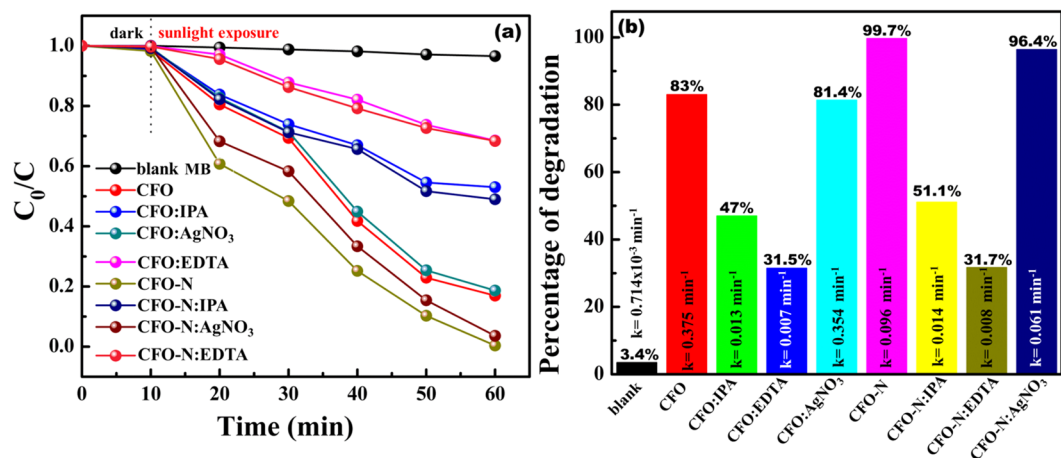 (a)
dark
sunlight exposure
1.0
0.8
0.6
0.4
0.2
0.0
C₀/C
blank MB
CFO
CFO:IPA
CFO:AgNO₃
CFO:EDTA
CFO-N
CFO-N:IPA
CFO-N:AgNO₃
CFO-N:EDTA
0 10 20 30 40 50 60
Time (min)
(b)
Percentage of degradation
100
80
60
40
20
0
3.4%
83%
47%
31.5%
81.4%
99.7%
51.1%
31.7%
96.4%
k= 0.714x10⁻³ min⁻¹
k= 0.375 min⁻¹
k= 0.013 min⁻¹
k= 0.007 min⁻¹
k= 0.354 min⁻¹
k= 0.096 min⁻¹
k= 0.014 min⁻¹
k= 0.008 min⁻¹
k= 0.061 min⁻¹
blank
CFO
CFO:IPA
CFO:EDTA
CFO:AgNO₃
CFO-N
CFO-N:IPA
CFO-N:EDTA
CFO-N:AgNO₃